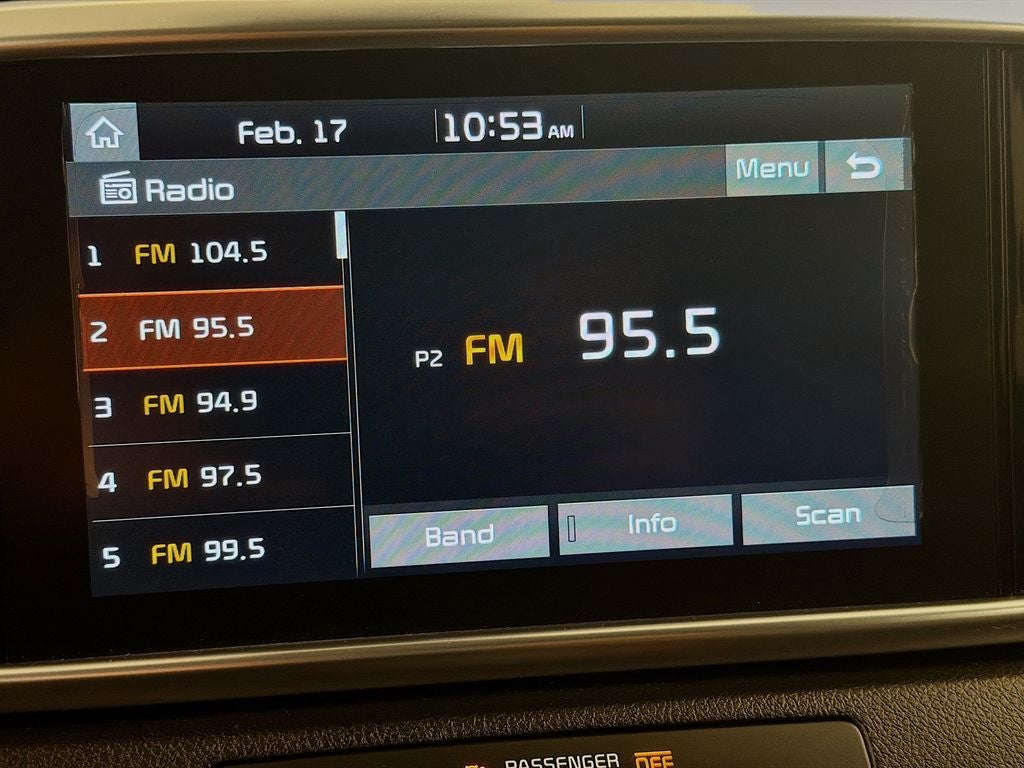 Feb. 17 10:53 AM
Radio Menu
1 FM 104.5
2 FM 95.5
3 FM 94.9
4 FM 97.5
5 FM 99.5
P2 FM 95.5
Band Info Scan
PASSENGER OFF